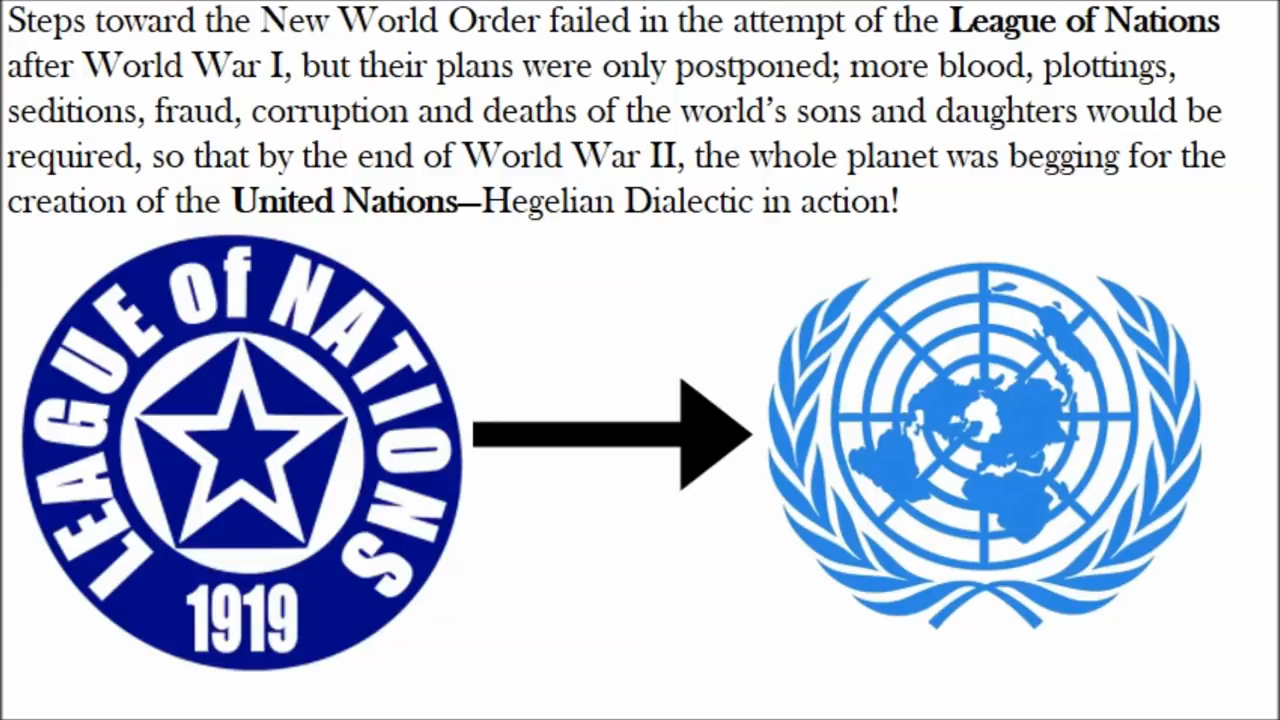 Steps toward the New World Order failed in the attempt of the League of Nations
after World War I, but their plans were only postponed; more blood, plottings,
seditions, fraud, corruption and deaths of the world's sons and daughters would be
required, so that by the end of World War II, the whole planet was begging for the
creation of the United Nations—Hegelian Dialectic in action!
LEAGUE of NATIONS
1919